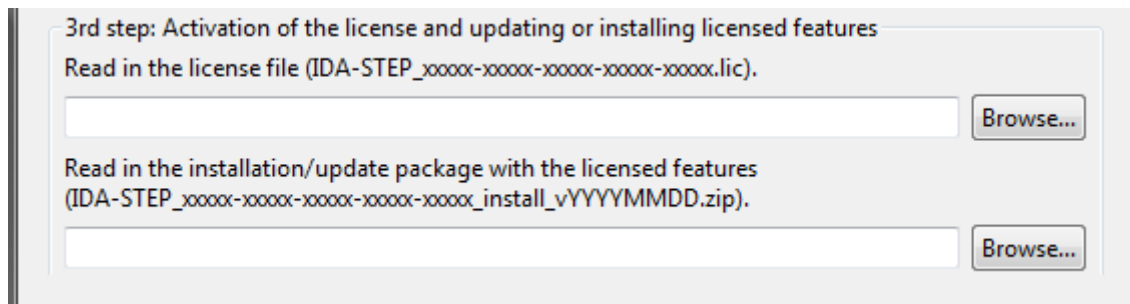 3rd step: Activation of the license and updating or installing licensed features
Read in the license file (IDA-STEP_xxxxx-xxxxx-xxxxx-xxxxx-xxxxx.lic).
Browse...
Read in the installation/update package with the licensed features
(IDA-STEP_xxxxx-xxxxx-xxxxx-xxxxx-xxxxx_install_vYYYYMMDD.zip).
Browse...